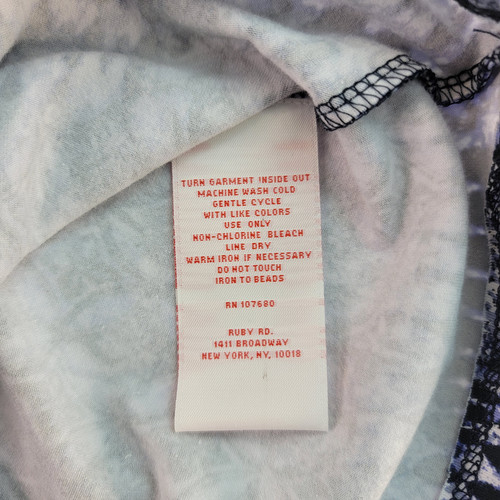 TURN GARMENT INSIDE OUT
MACHINE WASH COLD
GENTLE CYCLE
WITH LIKE COLORS
USE ONLY
NON-CHLORINE BLEACH
LINE DRY
WARM IRON IF NECESSARY
DO NOT TOUCH
IRON TO BEADS
RN 107680
RUBY RD.
1411 BROADWAY
NEW YORK, NY, 10018